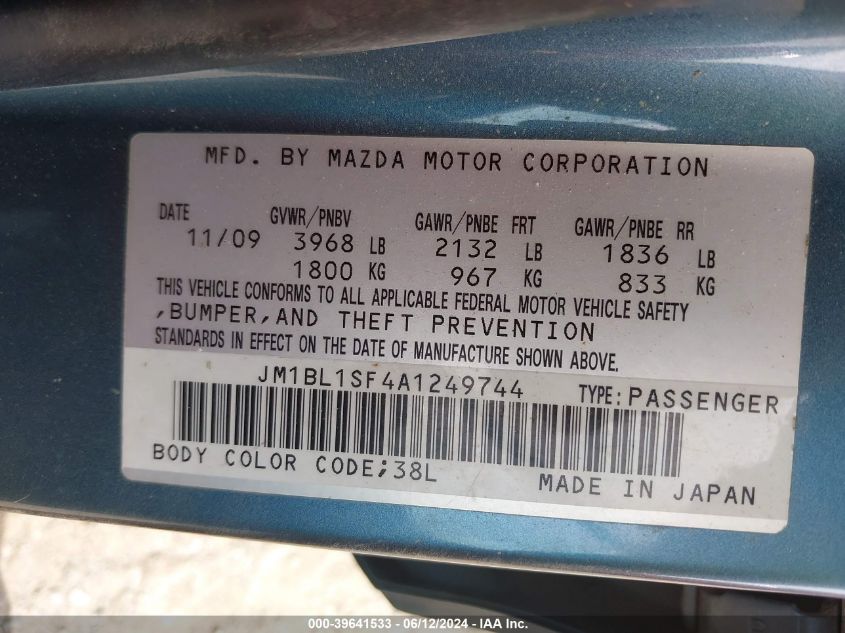 MFD. BY MAZDA MOTOR CORPORATION
DATE GVWR/PNBV GAWR/PNBE FRT GAWR/PNBE RR
11/09 3968 LB 2132 LB 1836 LB
1800 KG 967 KG 833 KG
THIS VEHICLE CONFORMS TO ALL APPLICABLE FEDERAL MOTOR VEHICLE SAFETY
,BUMPER,AND THEFT PREVENTION
STANDARDS IN EFFECT ON THE DATE OF MANUFACTURE SHOWN ABOVE.
JM1BL1SF4A1249744 TYPE:PASSENGER
BODY COLOR CODE;38L
MADE IN JAPAN
000-39641533 - 06/12/2024 - IAA Inc.